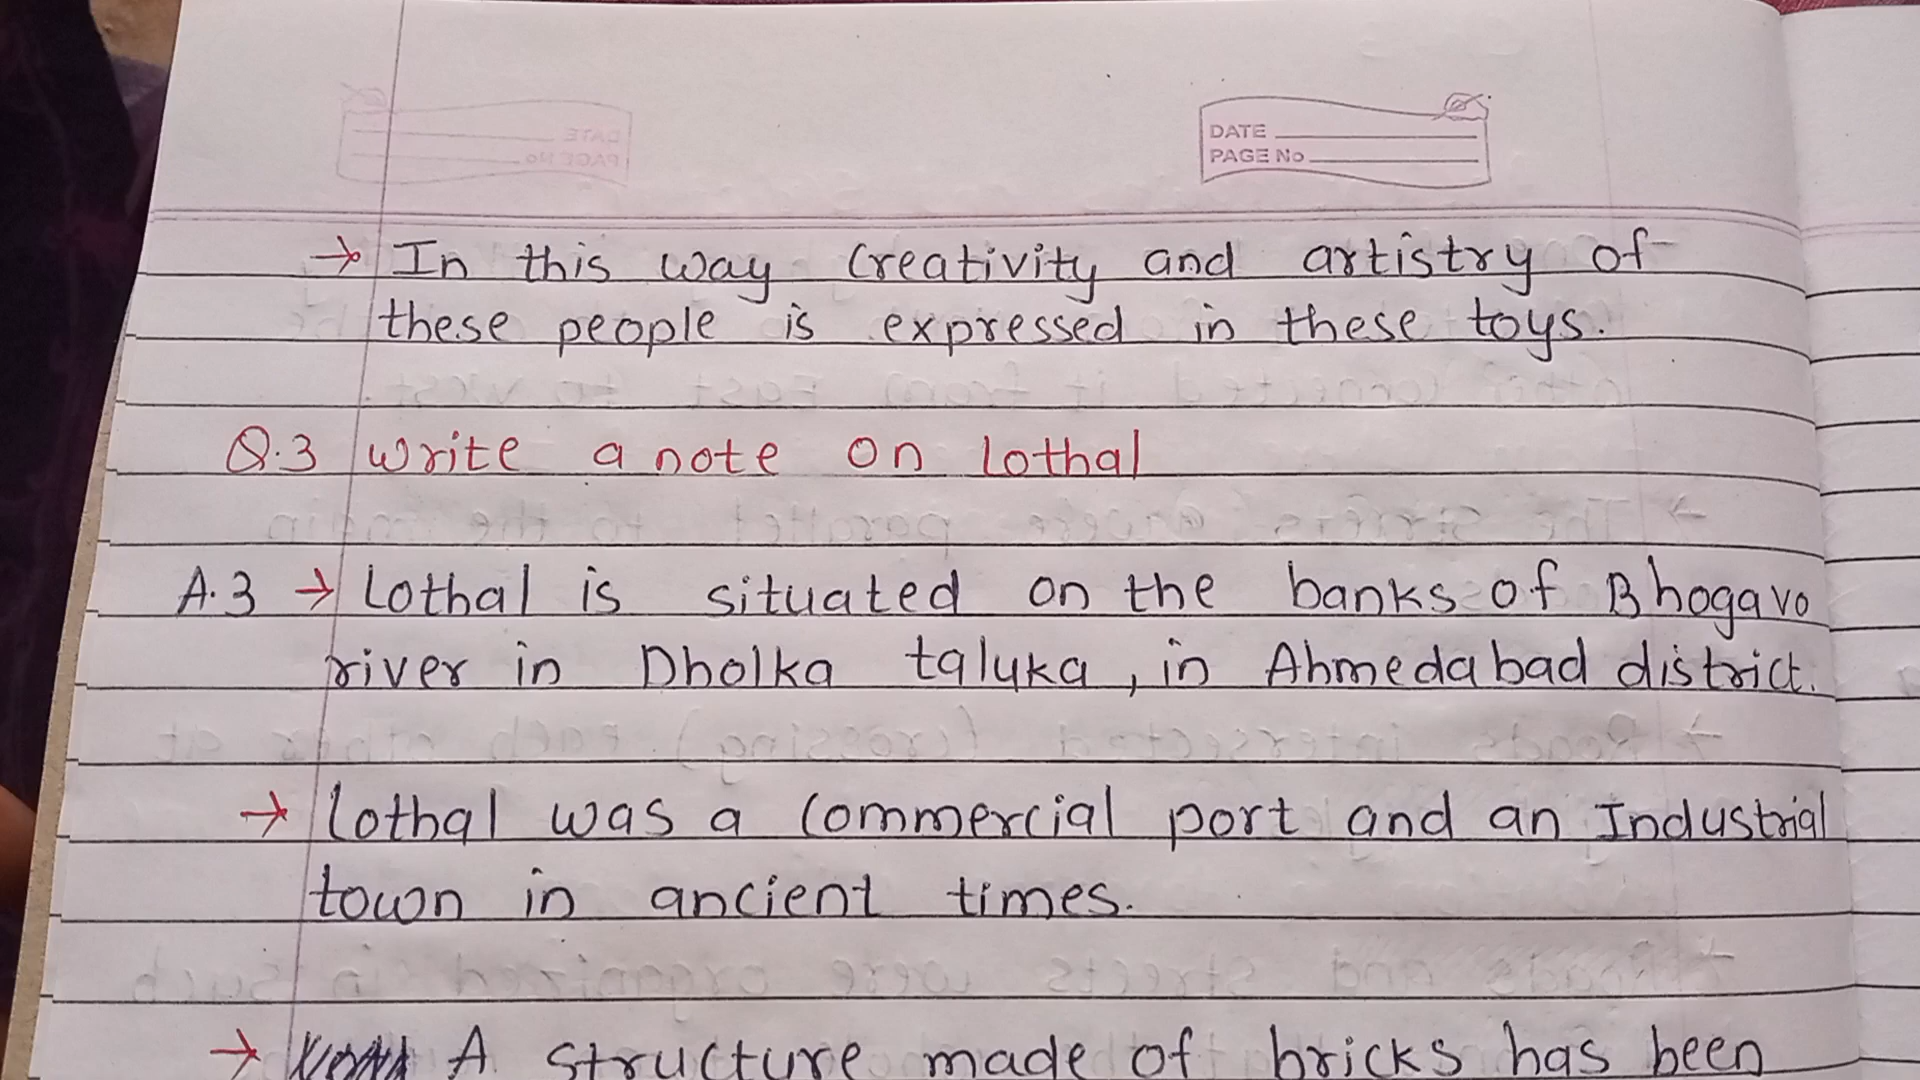 DATE
PAGE No
→ In this way creativity and artistry of
these people is expressed in these toys.
Q.3 write a note on Lothal
A.3 → Lothal is situated on the banks of Bhogavo
river in Dholka taluka, in Ahmedabad district.
→ Lothal was a commercial port and an Industrial
town in ancient times.
→ A structure made of bricks has been